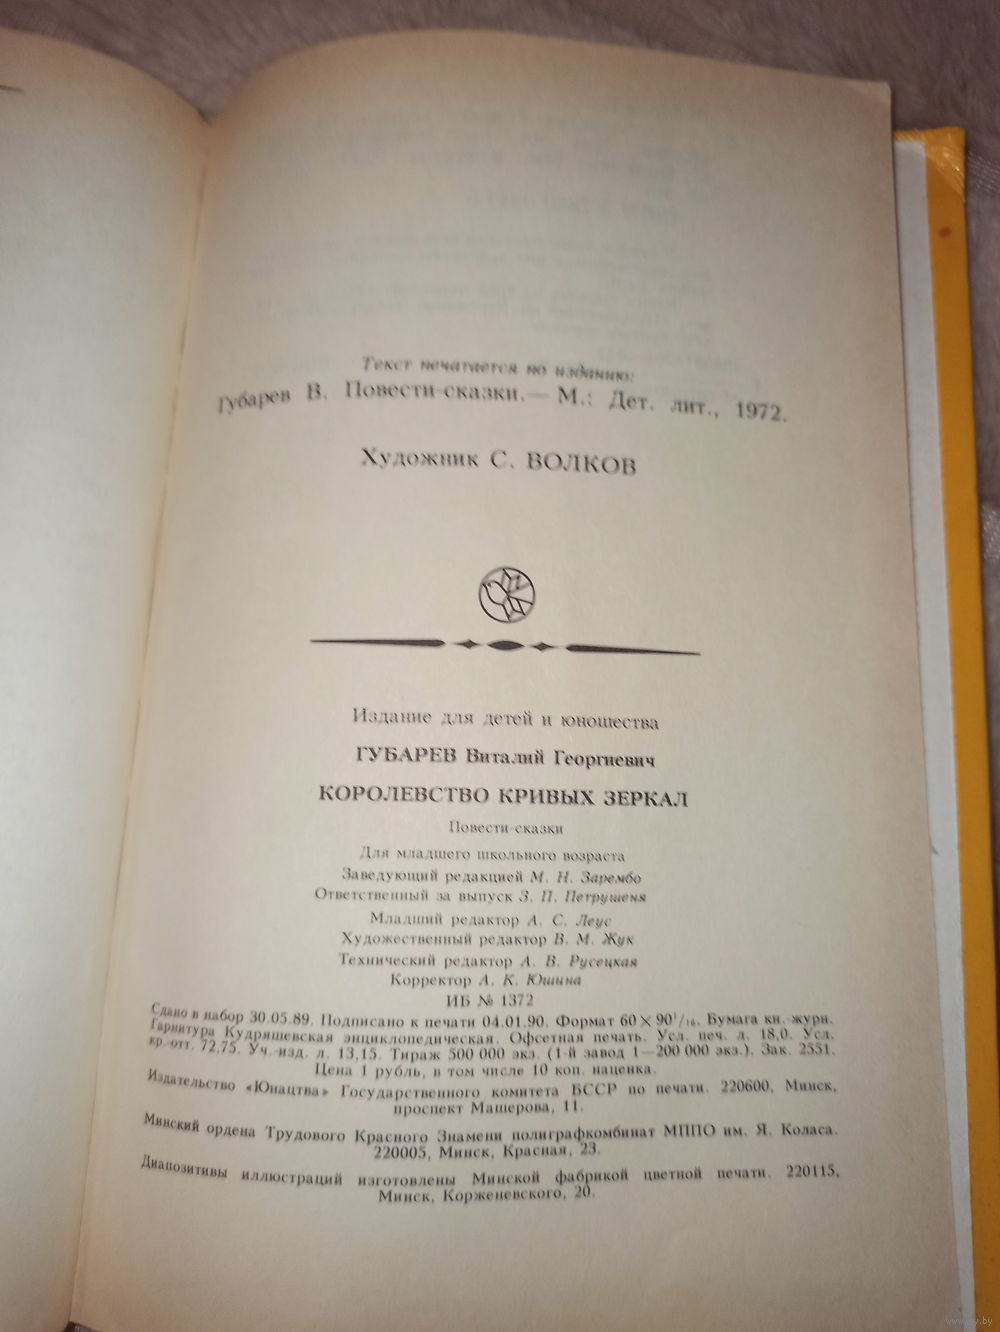 Текст печатается по изданию:
Губарев В. Повести-сказки.— М.: Дет. лит., 1972.
Художник С. ВОЛКОВ
Издание для детей и юношества
ГУБАРЕВ Виталий Георгиевич
КОРОЛЕВСТВО КРИВЫХ ЗЕРКАЛ
Повести-сказки
Для младшего школьного возраста
Заведующий редакцией М. Н. Зарембо
Ответственный за выпуск З. П. Петрушеня
Младший редактор А. С. Леус
Художественный редактор В. М. Жук
Технический редактор А. В. Русецкая
Корректор А. К. Юшина
ИБ № 1372
Сдано в набор 30.05.89. Подписано к печати 04.01.90. Формат 60×90¹/₁₆. Бумага кн.-журн.
Гарнитура Кудряшевская энциклопедическая. Офсетная печать. Усл. печ. л. 18,0. Усл.
кр.-отт. 72,75. Уч.-изд. л. 13,15. Тираж 500 000 экз. (1-й завод 1—200 000 экз.). Зак. 2551.
Цена 1 рубль, в том числе 10 коп. наценка.
Издательство «Юнацтва» Государственного комитета БССР по печати. 220600, Минск,
проспект Машерова, 11.
Минский ордена Трудового Красного Знамени полиграфкомбинат МППО им. Я. Коласа.
220005, Минск, Красная, 23.
Диапозитивы иллюстраций изготовлены Минской фабрикой цветной печати. 220115,
Минск, Корженевского, 20.